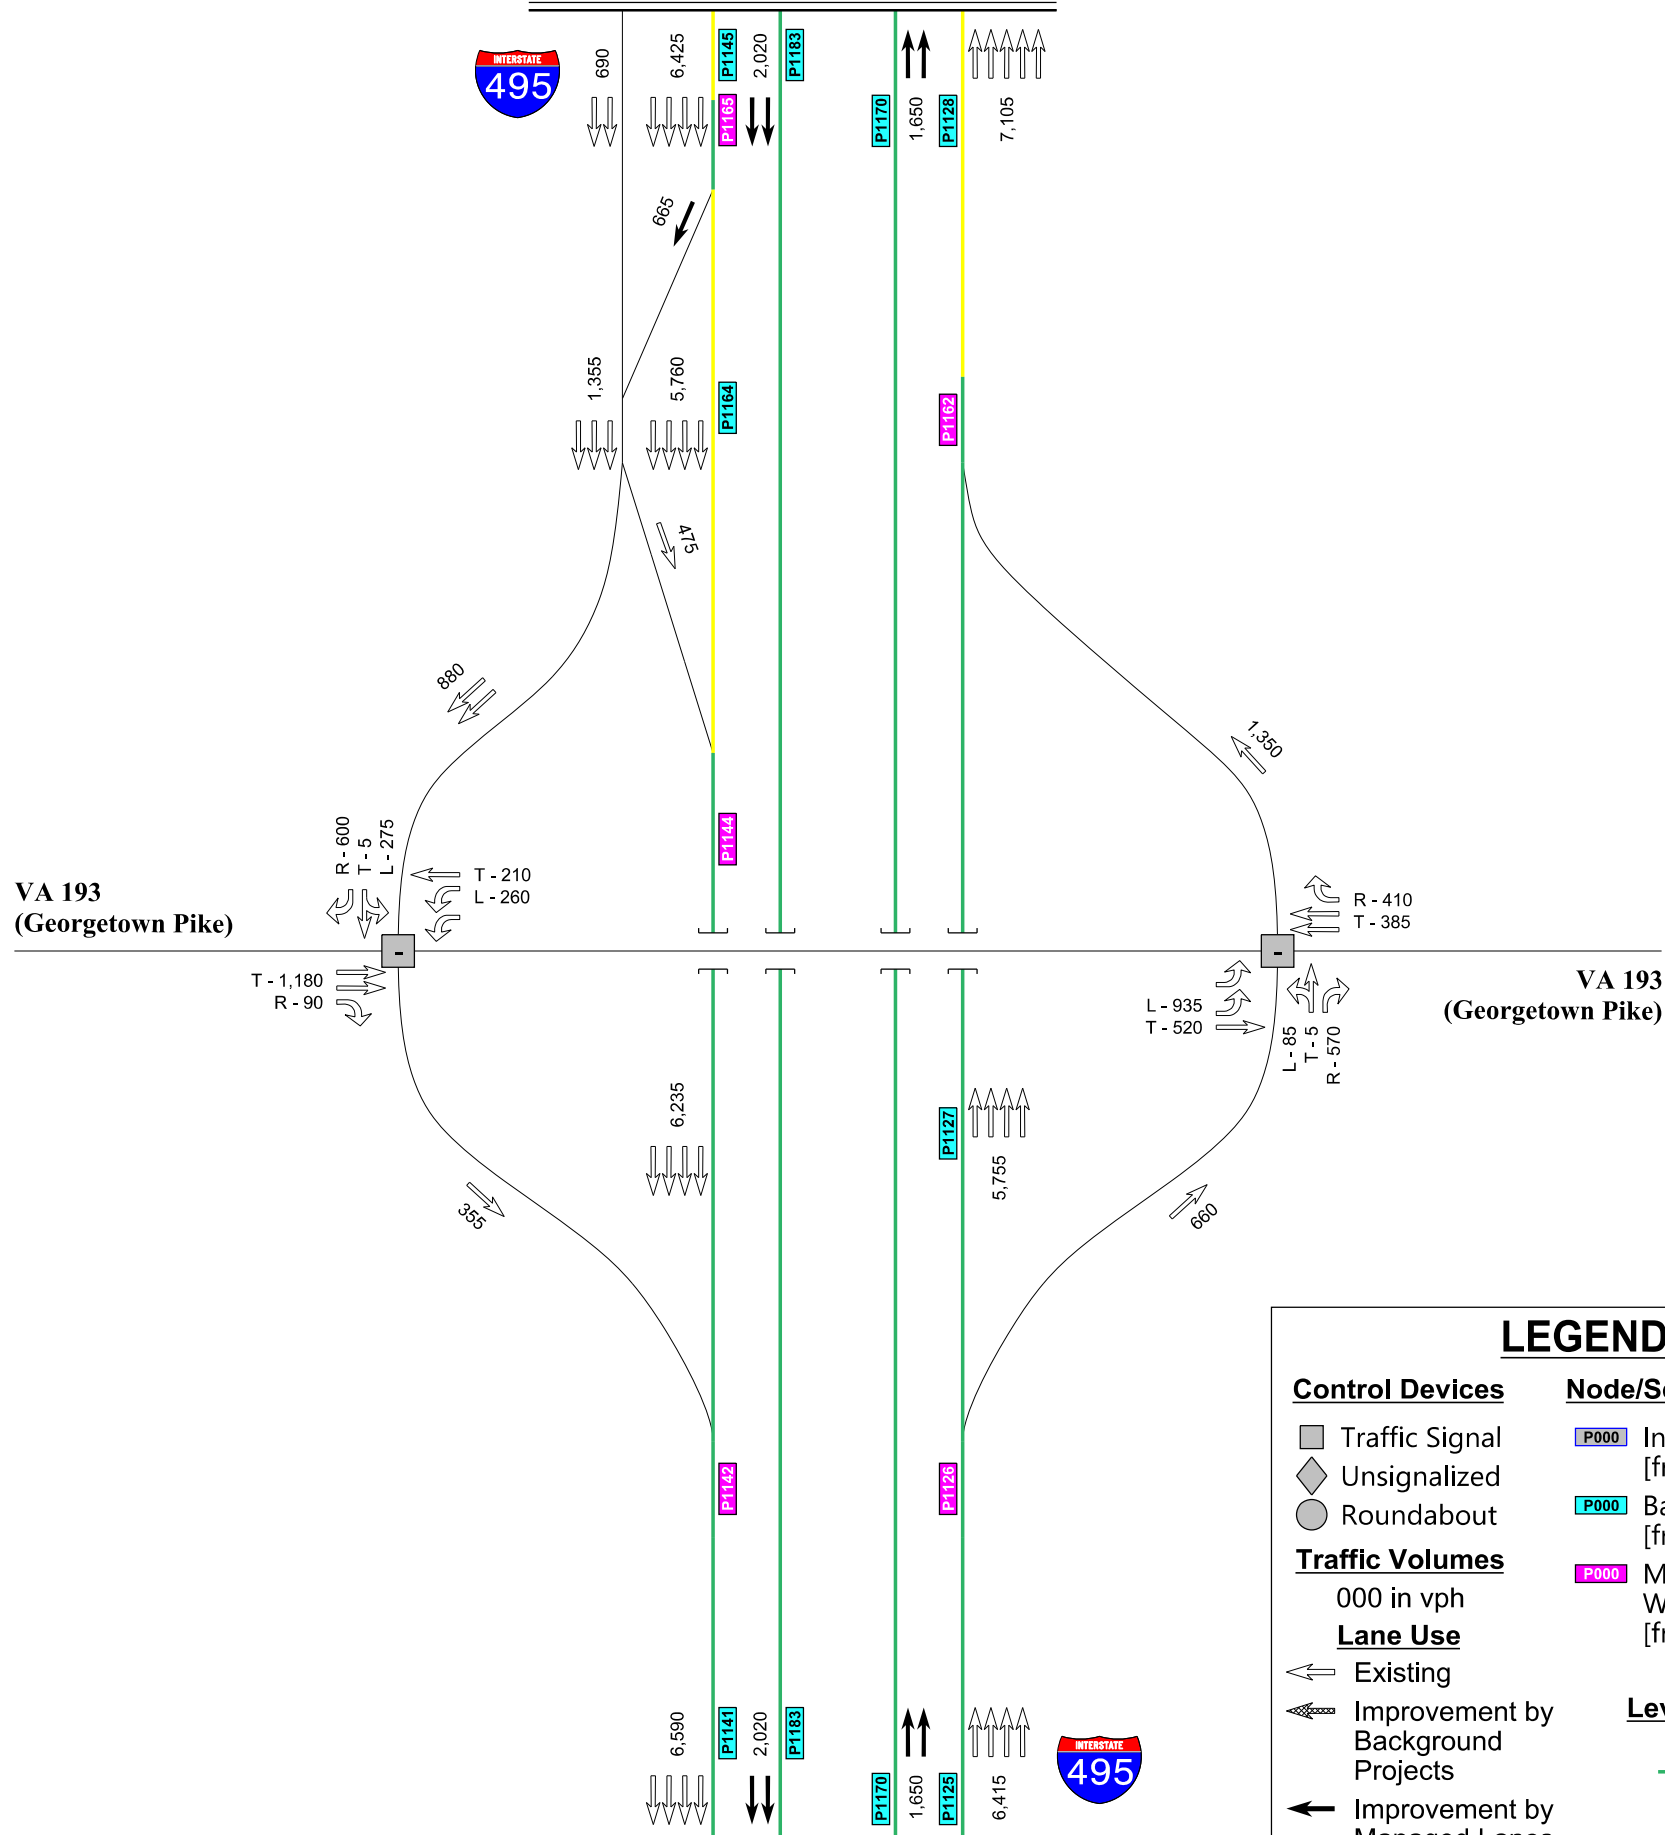 INTERSTATE
495
690
6,425
P1145
P1165
2,020
P1183
P1170
1,650
P1128
7,105
665
1,355
5,760
P1164
P1162
475
880
1,350
P1144
R - 600
T - 5
L - 275
T - 210
L - 260
VA 193
(Georgetown Pike)
R - 410
T - 385
T - 1,180
R - 90
L - 935
T - 520
L - 85
T - 5
R - 570
VA 193
(Georgetown Pike)
6,235
P1127
5,755
355
660
P1142
P1126
6,590
P1141
2,020
P1183
P1170
1,650
P1125
6,415
INTERSTATE
495
LEGEND
Control Devices
Traffic Signal
Unsignalized
Roundabout
Traffic Volumes
000 in vph
Lane Use
Existing
Improvement by
Background
Projects
Improvement by
Managed Lanes
P000
P000
P000